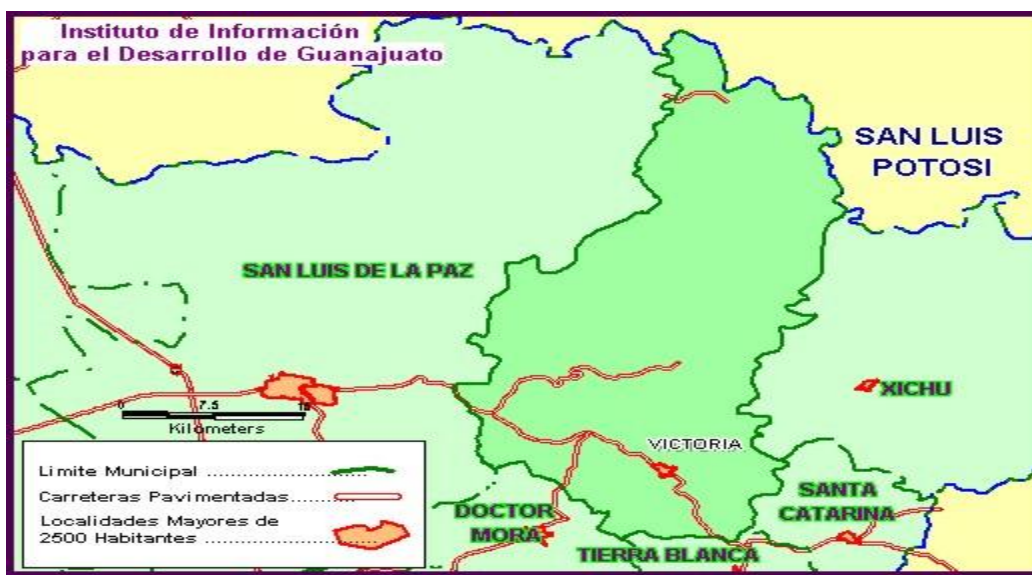 Instituto de Información
para el Desarrollo de Guanajuato
SAN LUIS
POTOSI
SAN LUIS DE LA PAZ
XICHU
0 7.5 15
Kilometers
VICTORIA
Limite Municipal ......................
Carreteras Pavimentadas............
Localidades Mayores de
2500 Habitantes ......................
DOCTOR
MORA
SANTA
CATARINA
TIERRA BLANCA